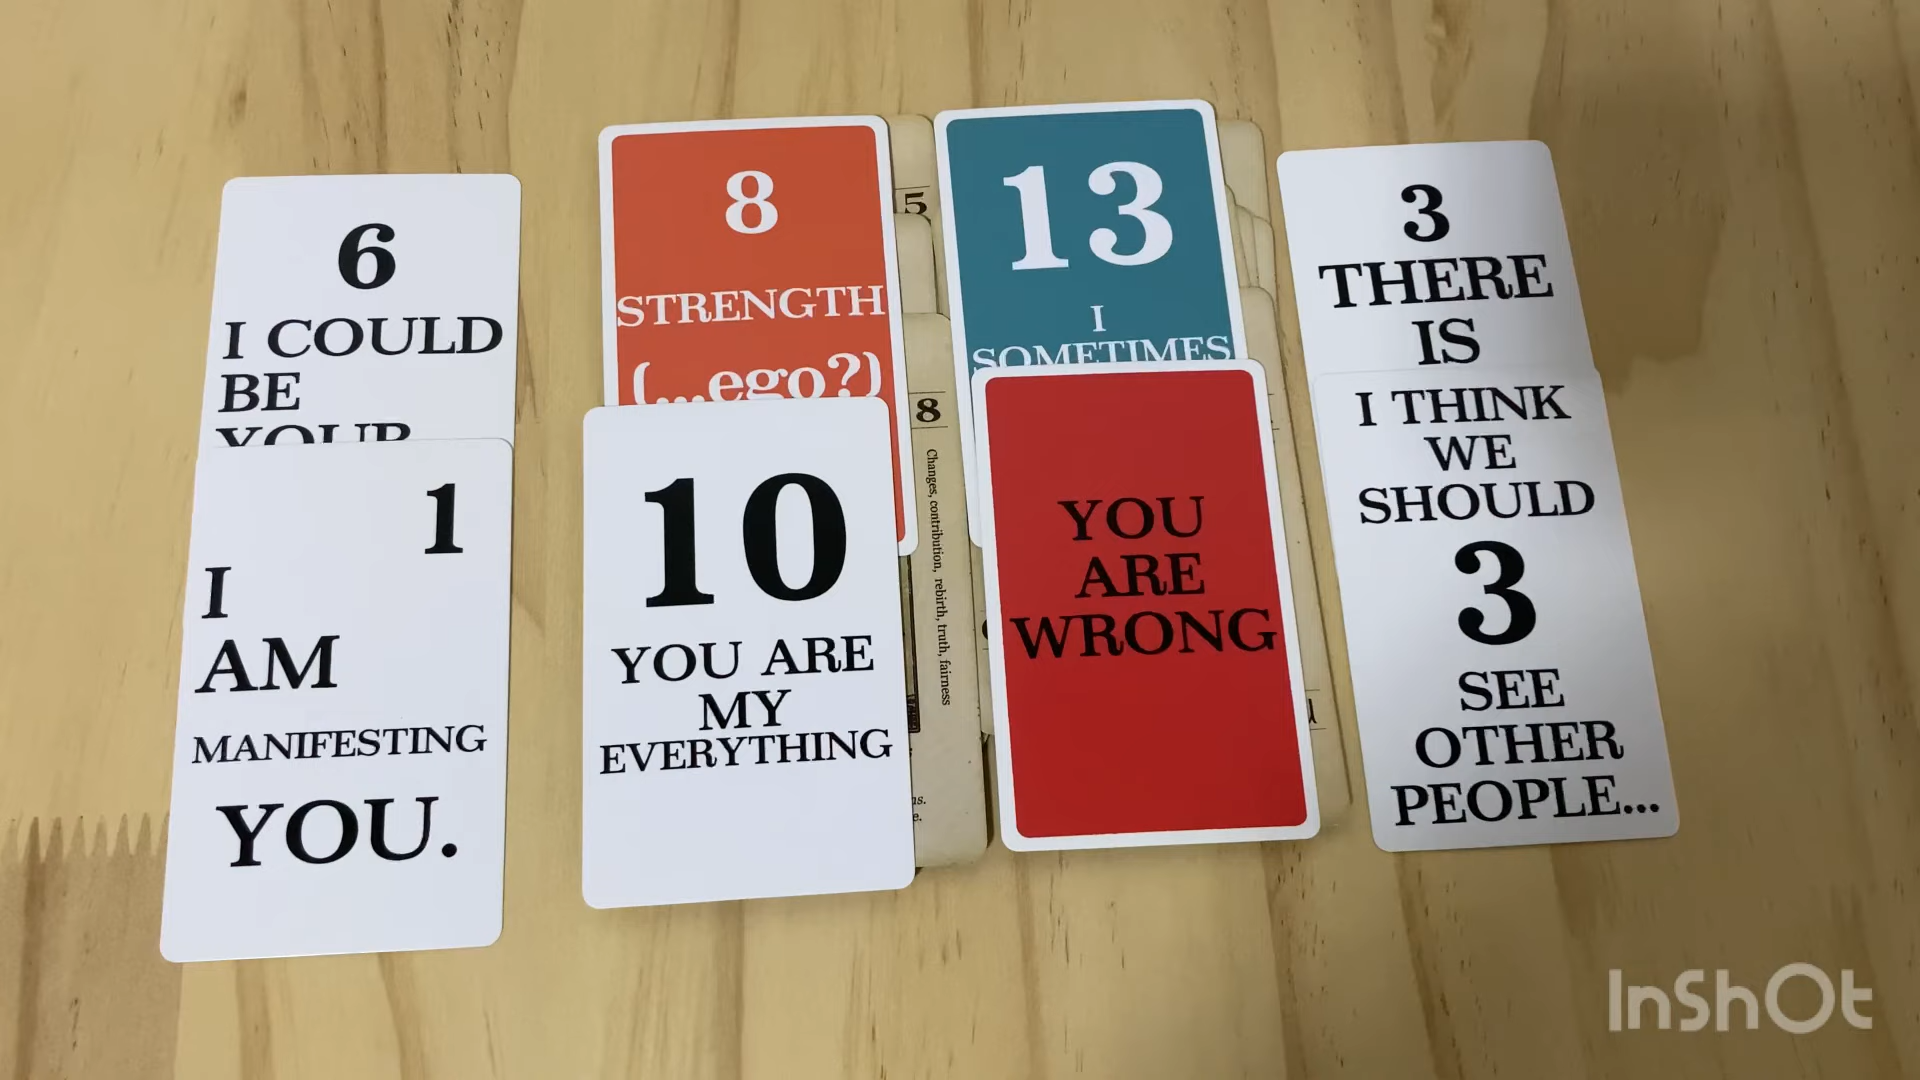 6
I COULD
BE
YOUR
1
I
AM
MANIFESTING
YOU.
8
STRENGTH
(...ego?)
10
YOU ARE
MY
EVERYTHING
5
8
Changes, contribution, rebirth, truth, fairness
13
I
SOMETIMES
YOU
ARE
WRONG
3
THERE
IS
I THINK
WE
SHOULD
3
SEE
OTHER
PEOPLE...
InShOt